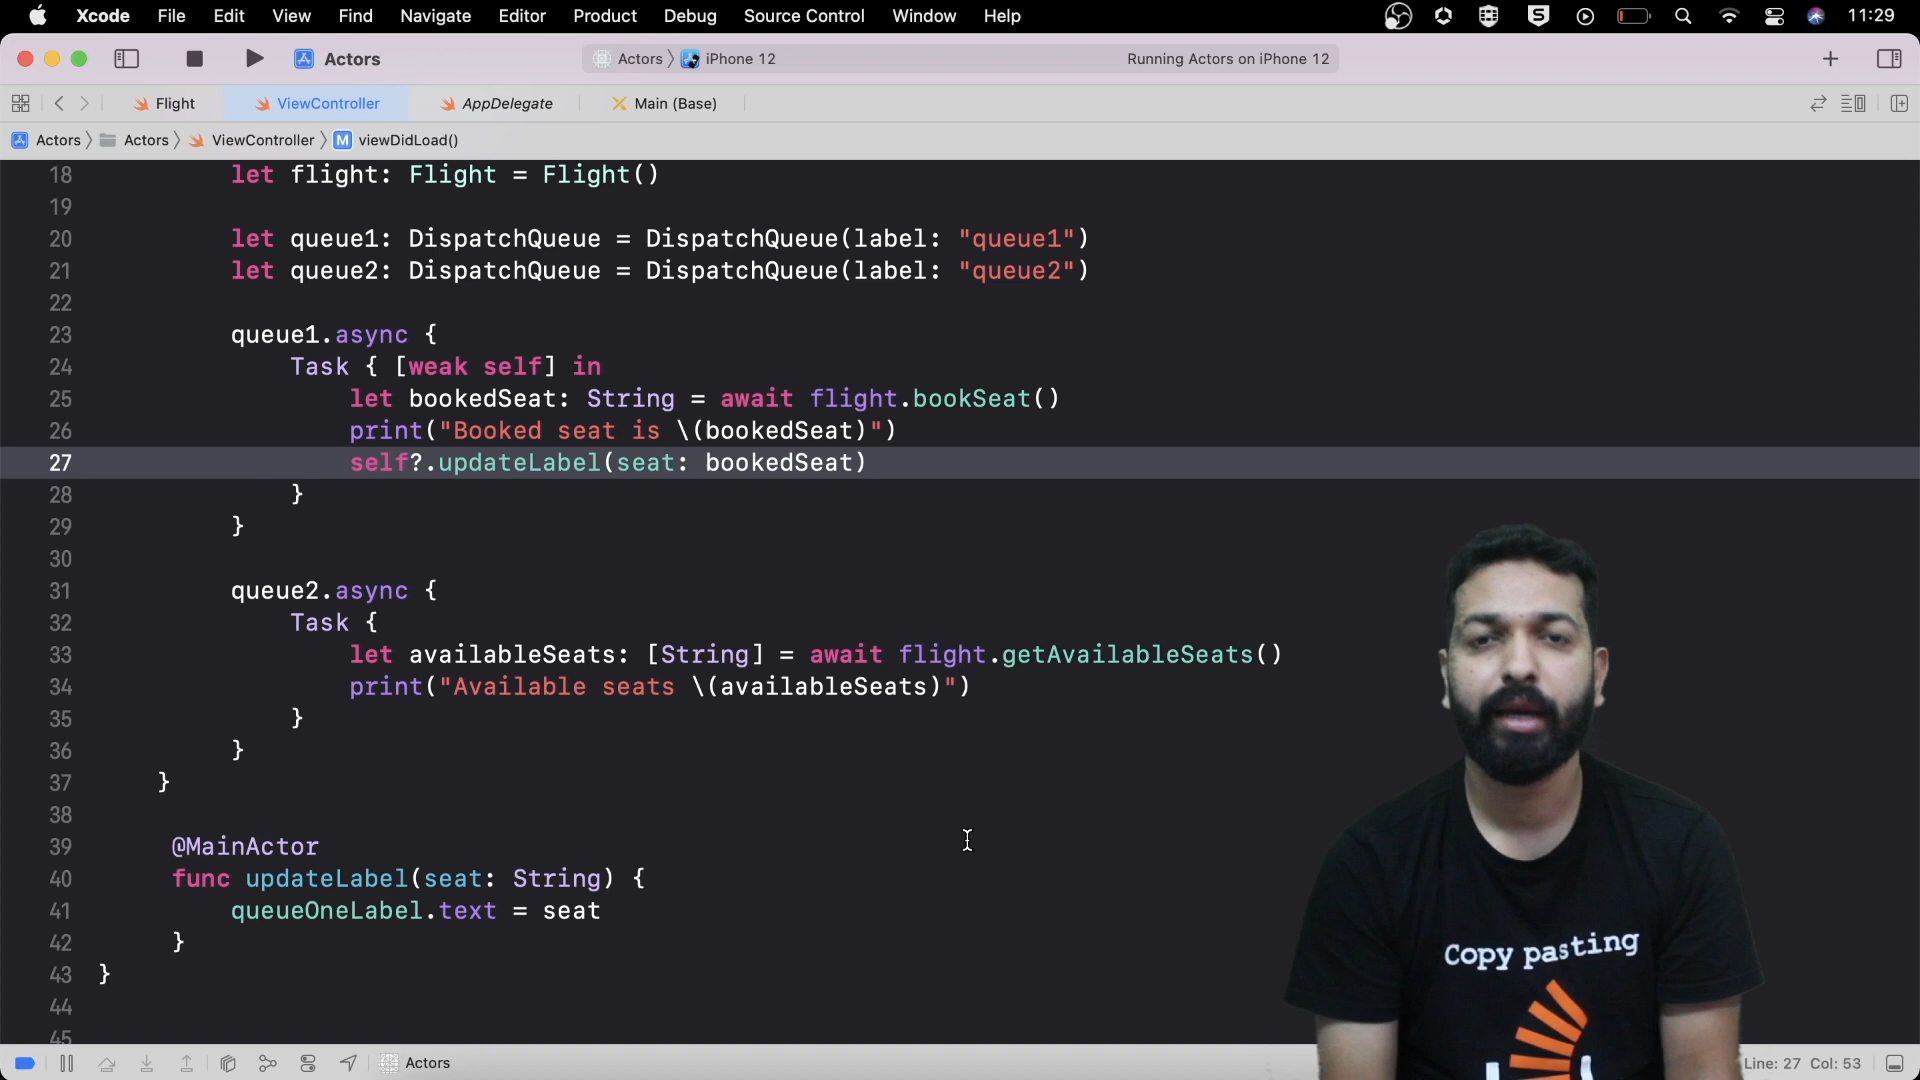 Xcode File Edit View Find Navigate Editor Product Debug Source Control Window Help 11:29
Actors Actors 〉 iPhone 12 Running Actors on iPhone 12
Flight ViewController AppDelegate Main (Base)
Actors 〉 Actors 〉 ViewController 〉 M viewDidLoad()
18 let flight: Flight = Flight()
19
20 let queue1: DispatchQueue = DispatchQueue(label: "queue1")
21 let queue2: DispatchQueue = DispatchQueue(label: "queue2")
22
23 queue1.async {
24 Task { [weak self] in
25 let bookedSeat: String = await flight.bookSeat()
26 print("Booked seat is \(bookedSeat)")
27 self?.updateLabel(seat: bookedSeat)
28 }
29 }
30
31 queue2.async {
32 Task {
33 let availableSeats: [String] = await flight.getAvailableSeats()
34 print("Available seats \(availableSeats)")
35 }
36 }
37 }
38
39 @MainActor
40 func updateLabel(seat: String) {
41 queueOneLabel.text = seat
42 }
43 }
44
45
Copy pasting
Actors Line: 27 Col: 53